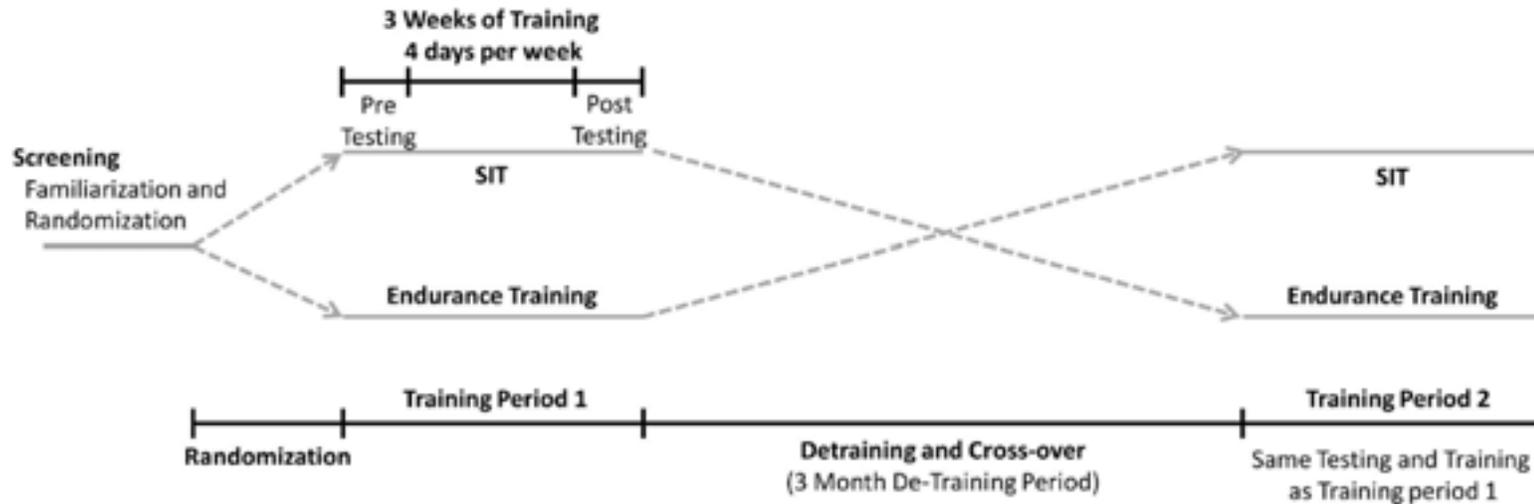 3 Weeks of Training
4 days per week
Pre
Testing
Post
Testing
Screening
Familiarization and
Randomization
SIT
SIT
Endurance Training
Endurance Training
Training Period 1
Training Period 2
Randomization
Detraining and Cross-over
(3 Month De-Training Period)
Same Testing and Training
as Training period 1